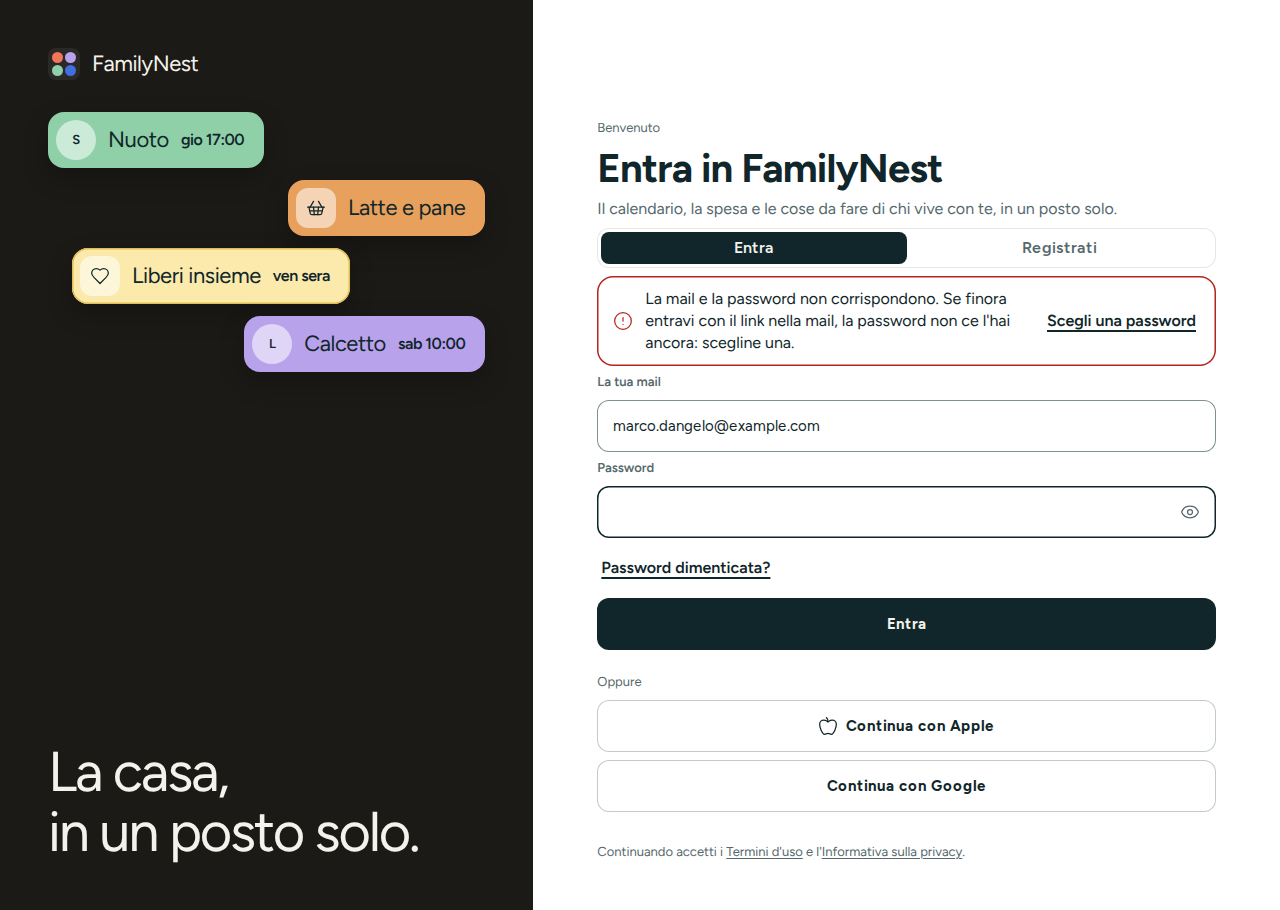 FamilyNest
S Nuoto gio 17:00
Latte e pane
Liberi insieme ven sera
L Calcetto sab 10:00
La casa,
in un posto solo.
Benvenuto
Entra in FamilyNest
Il calendario, la spesa e le cose da fare di chi vive con te, in un posto solo.
Entra Registrati
La mail e la password non corrispondono. Se finora
entravi con il link nella mail, la password non ce l'hai
ancora: scegline una.
Scegli una password
La tua mail
marco.dangelo@example.com
Password
Password dimenticata?
Entra
Oppure
Continua con Apple
Continua con Google
Continuando accetti i Termini d'uso e l'Informativa sulla privacy.